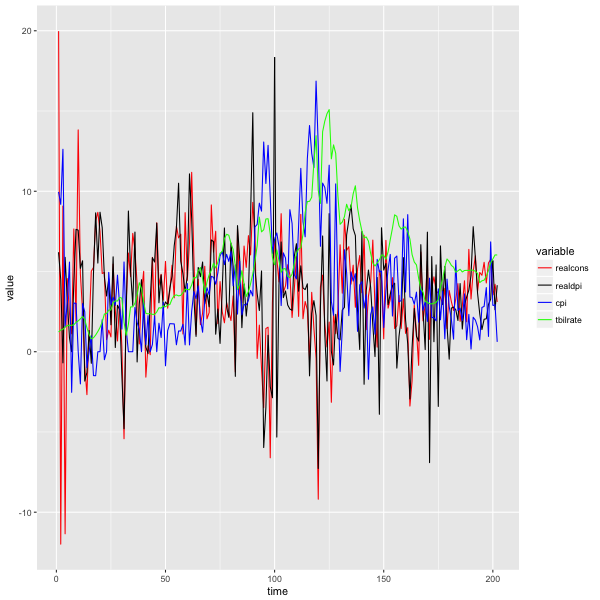 20
10
0
-10
value
0
50
100
150
200
time
variable
realcons
realdpi
cpi
tbilrate